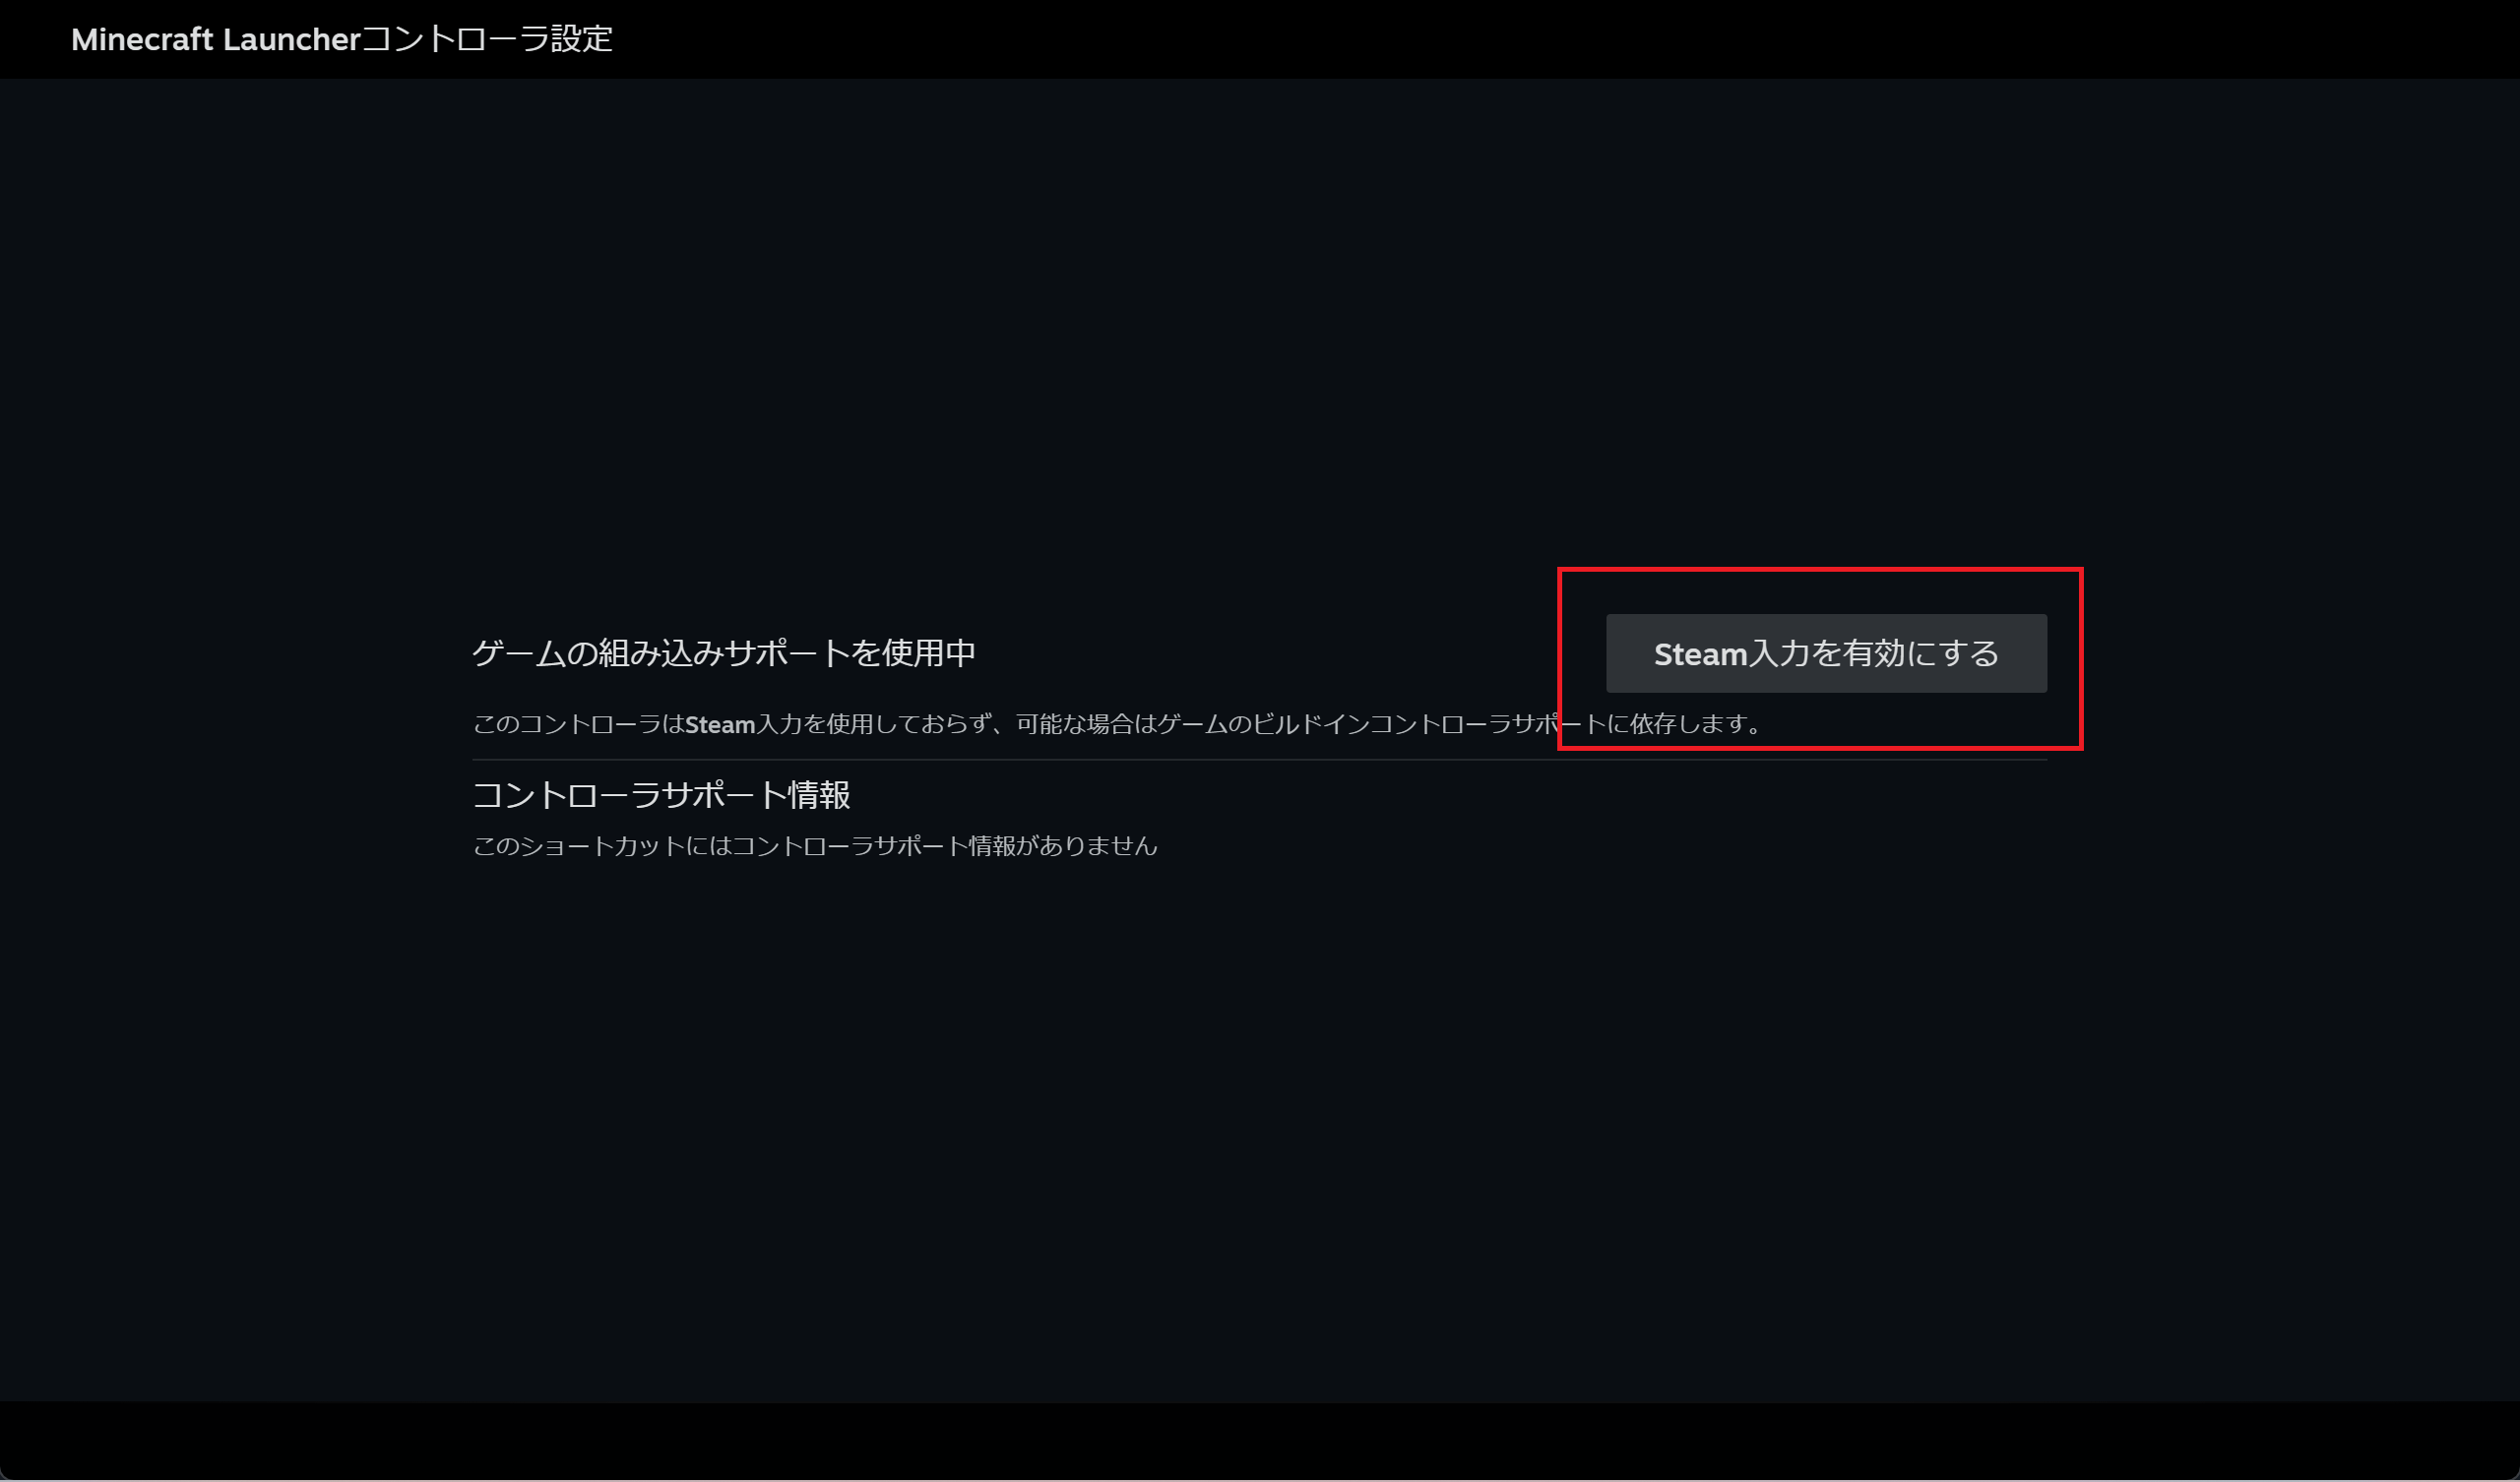 Minecraft Launcherコントローラ設定
ゲームの組み込みサポートを使用中
Steam入力を有効にする
このコントローラはSteam入力を使用しておらず、可能な場合はゲームのビルドインコントローラサポートに依存します。
コントローラサポート情報
このショートカットにはコントローラサポート情報がありません